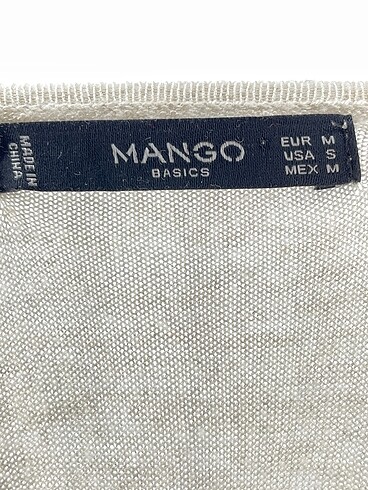 MADE IN
CHINA
MANGO
BASICS
EUR M
USA S
MEX M